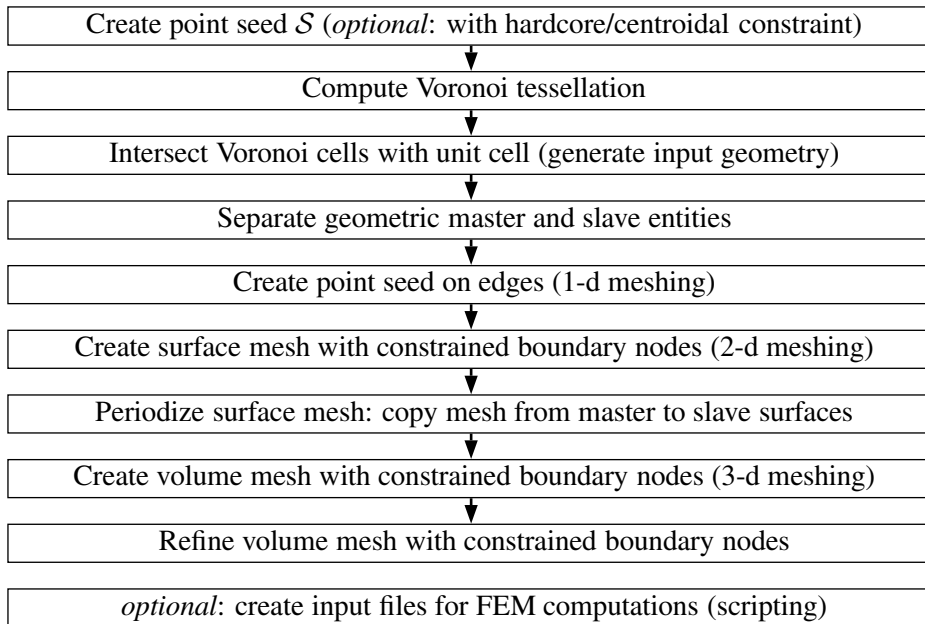 Create point seed 𝒮 (optional: with hardcore/centroidal constraint)
Compute Voronoi tessellation
Intersect Voronoi cells with unit cell (generate input geometry)
Separate geometric master and slave entities
Create point seed on edges (1-d meshing)
Create surface mesh with constrained boundary nodes (2-d meshing)
Periodize surface mesh: copy mesh from master to slave surfaces
Create volume mesh with constrained boundary nodes (3-d meshing)
Refine volume mesh with constrained boundary nodes
optional: create input files for FEM computations (scripting)